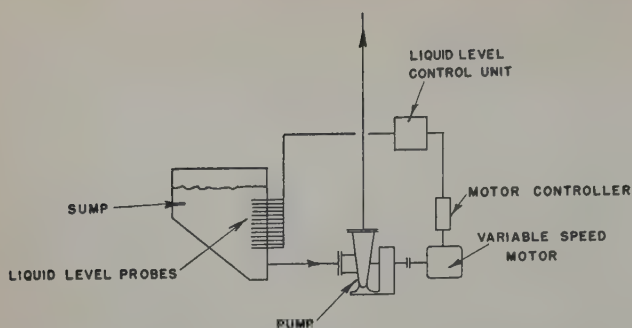 LIQUID LEVEL
CONTROL UNIT
SUMP
MOTOR CONTROLLER
VARIABLE SPEED
MOTOR
LIQUID LEVEL PROBES
PUMP